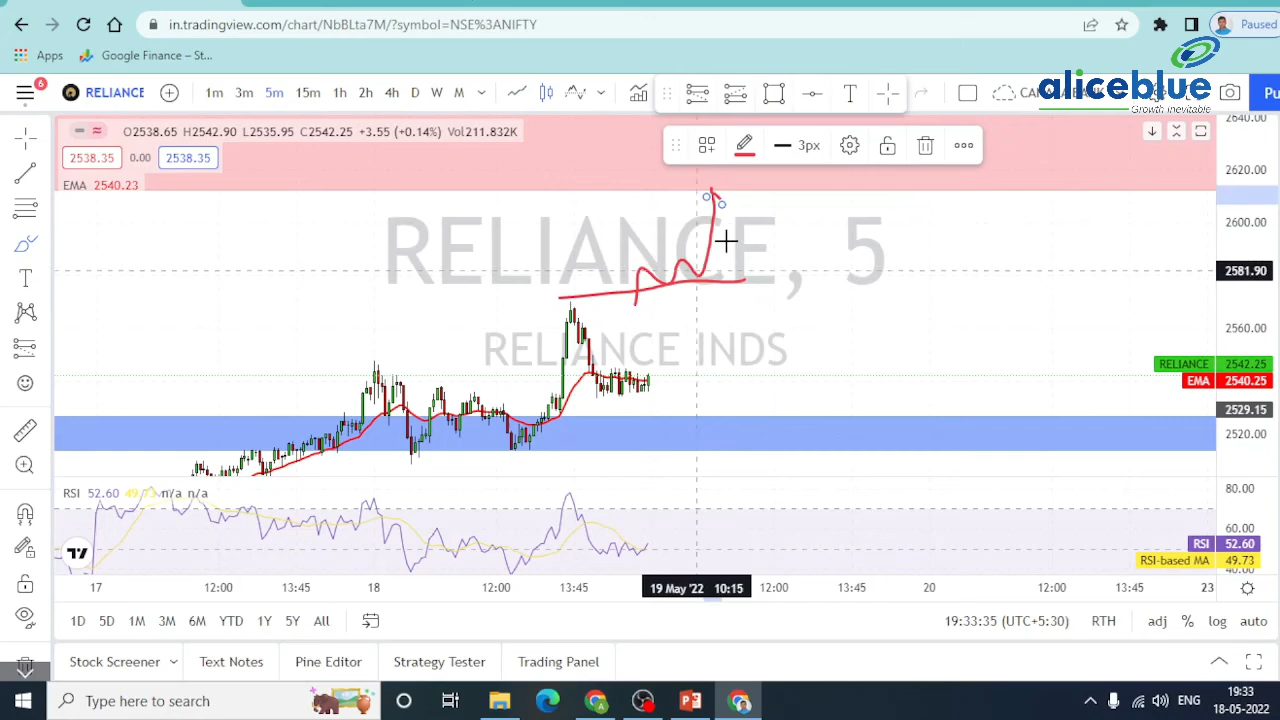 in.tradingview.com/chart/NbBLta7M/?symbol=NSE%3ANIFTY
Paused
Apps
Google Finance – St...
6
RELIANCE
1m 3m 5m 15m 1h 2h 4h D W M
aliceblue
Growth inevitable
Pu
O2538.65 H2542.90 L2535.95 C2542.25 +3.55 (+0.14%) Vol211.832K
2538.35 0.00 2538.35
EMA 2540.23
3px
RELIANCE, 5
RELIANCE INDS
2640.00
2620.00
2600.00
2581.90
2560.00
RELIANCE 2542.25
EMA 2540.25
2529.15
2520.00
RSI 52.60 49.73 n/a n/a
80.00
60.00
RSI 52.60
RSI-based MA 49.73
40.00
17 12:00 13:45 18 12:00 13:45 19 May '22 10:15 12:00 13:45 20 12:00 13:45 23
1D 5D 1M 3M 6M YTD 1Y 5Y All
19:33:35 (UTC+5:30) RTH adj % log auto
Stock Screener Text Notes Pine Editor Strategy Tester Trading Panel
Type here to search
ENG
19:33
18-05-2022